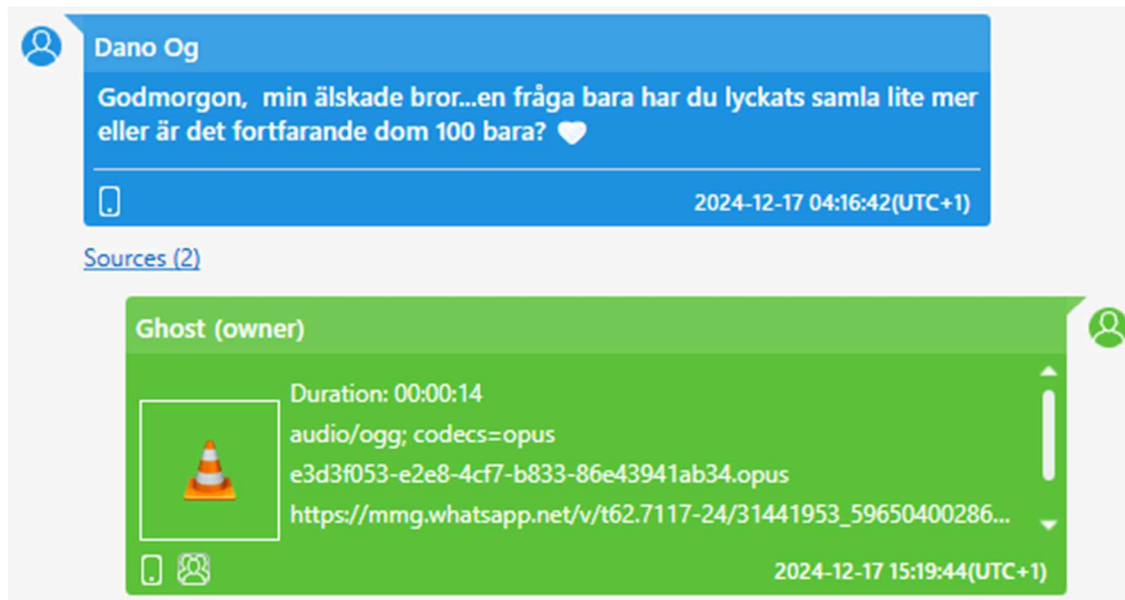 Dano Og
Godmorgon,  min älskade bror...en fråga bara har du lyckats samla lite mer
eller är det fortfarande dom 100 bara? 🤍
2024-12-17 04:16:42(UTC+1)
Sources (2)
Ghost (owner)
Duration: 00:00:14
audio/ogg; codecs=opus
e3d3f053-e2e8-4cf7-b833-86e43941ab34.opus
https://mmg.whatsapp.net/v/t62.7117-24/31441953_59650400286...
2024-12-17 15:19:44(UTC+1)